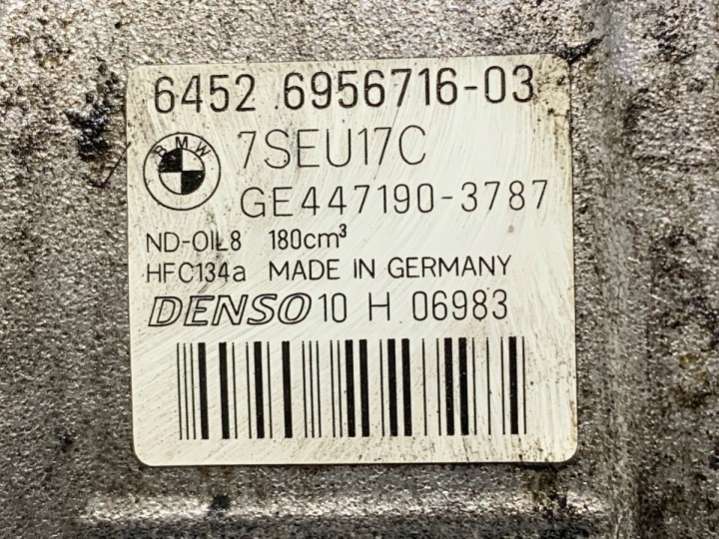 6452 6956716-03
BMW
7SEU17C
GE447190-3787
ND-OIL8 180cm³
HFC134a MADE IN GERMANY
DENSO 10 H 06983